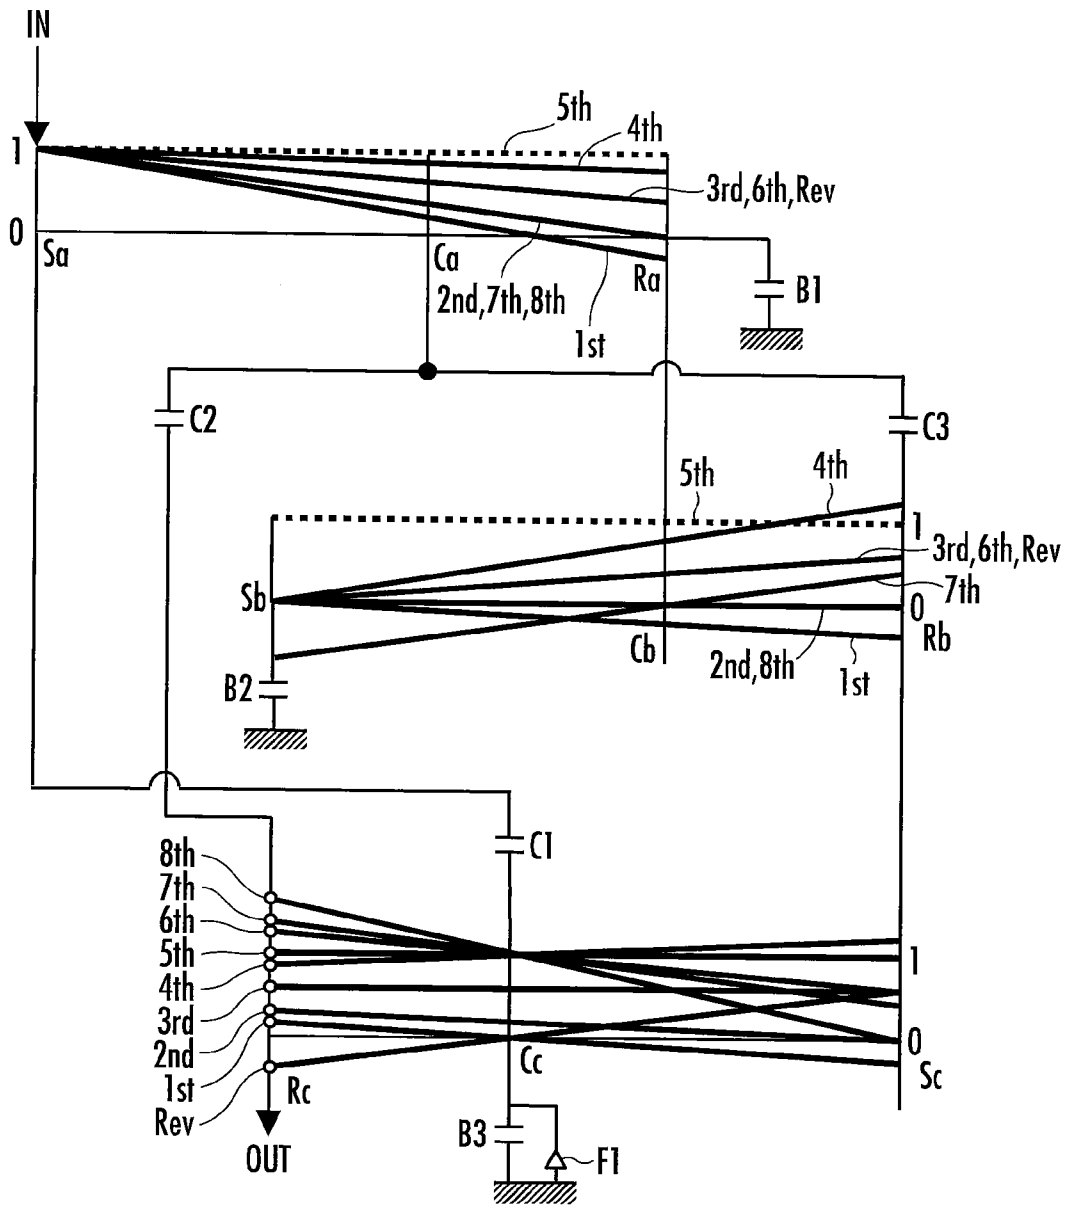 IN
5th
4th
1
3rd,6th,Rev
0
Sa
Ca
Ra
2nd,7th,8th
B1
1st
C2
C3
5th
4th
1
3rd,6th,Rev
7th
Sb
0
Cb
Rb
2nd,8th
1st
B2
C1
8th
7th
6th
5th
1
4th
3rd
2nd
0
Cc
Sc
1st
Rc
Rev
B3
F1
OUT